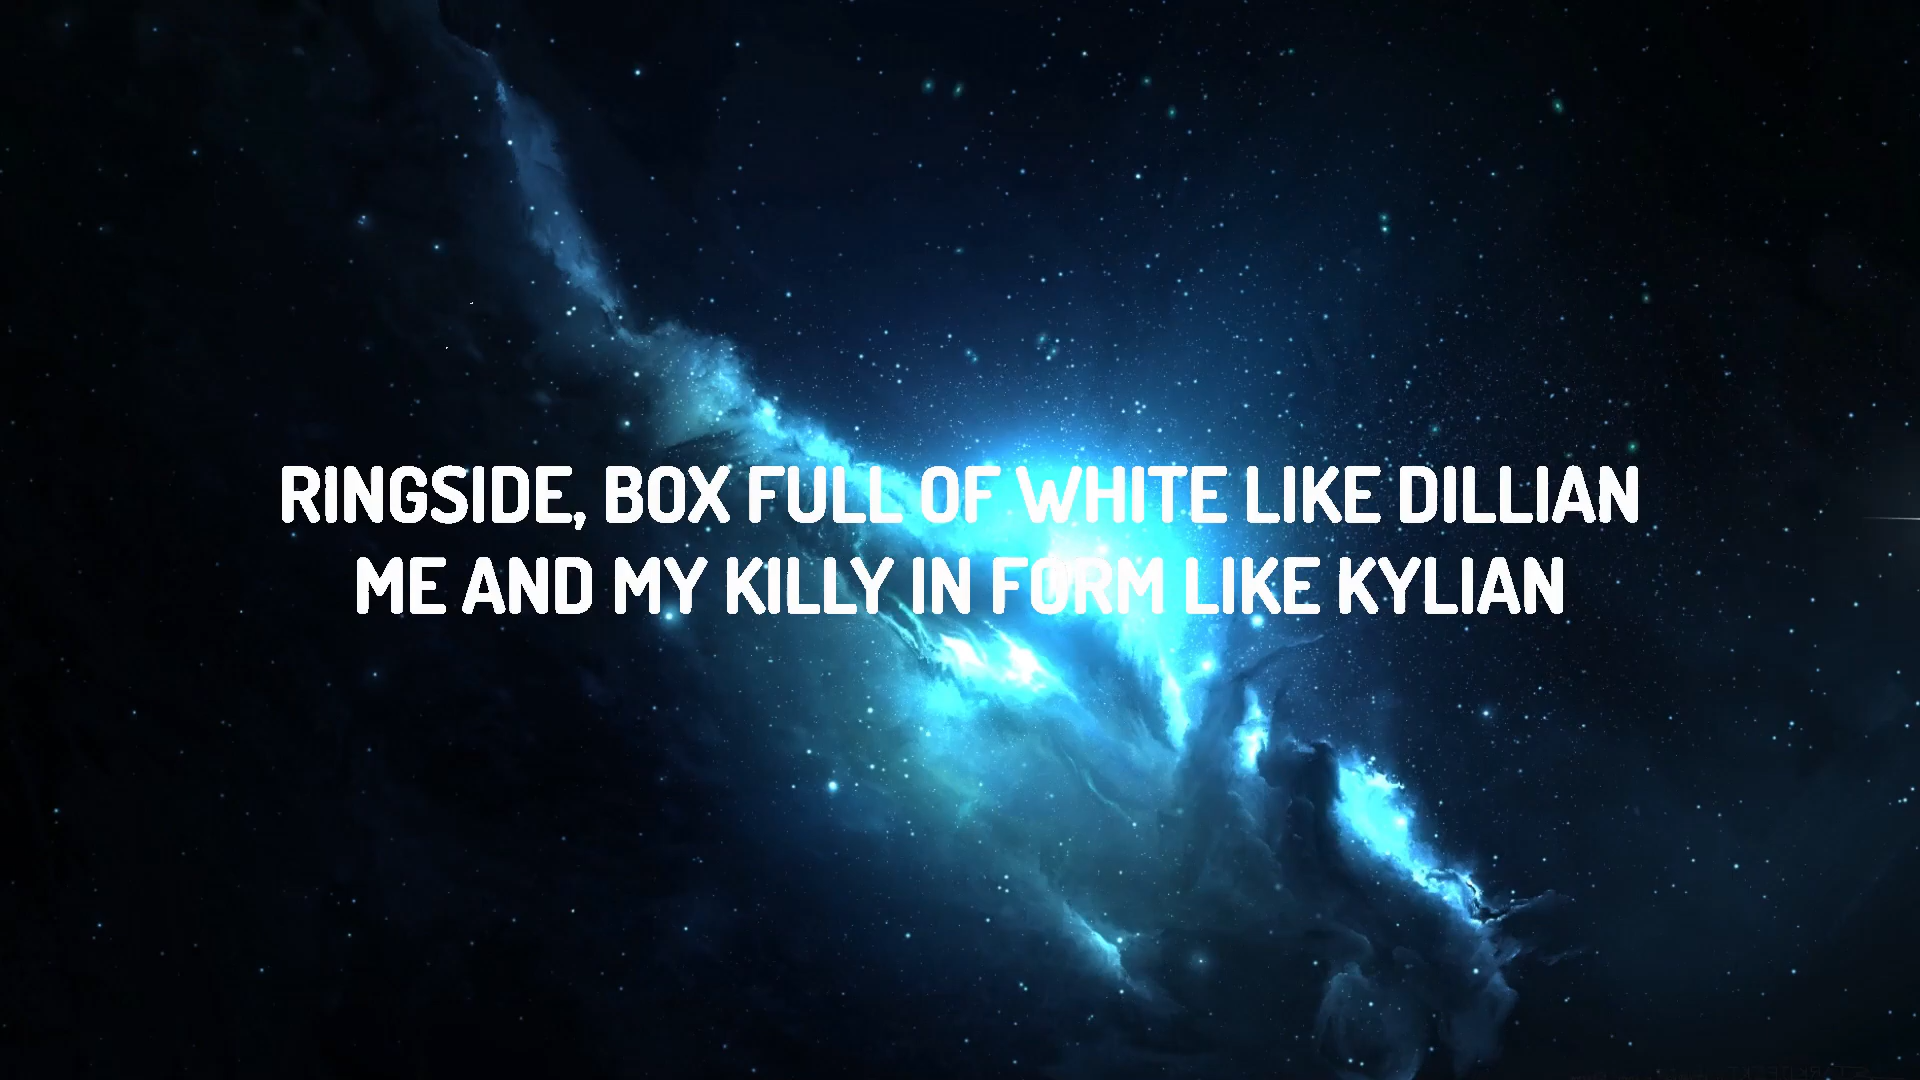 RINGSIDE, BOX FULL OF WHITE LIKE DILLIAN
ME AND MY KILLY IN FORM LIKE KYLIAN